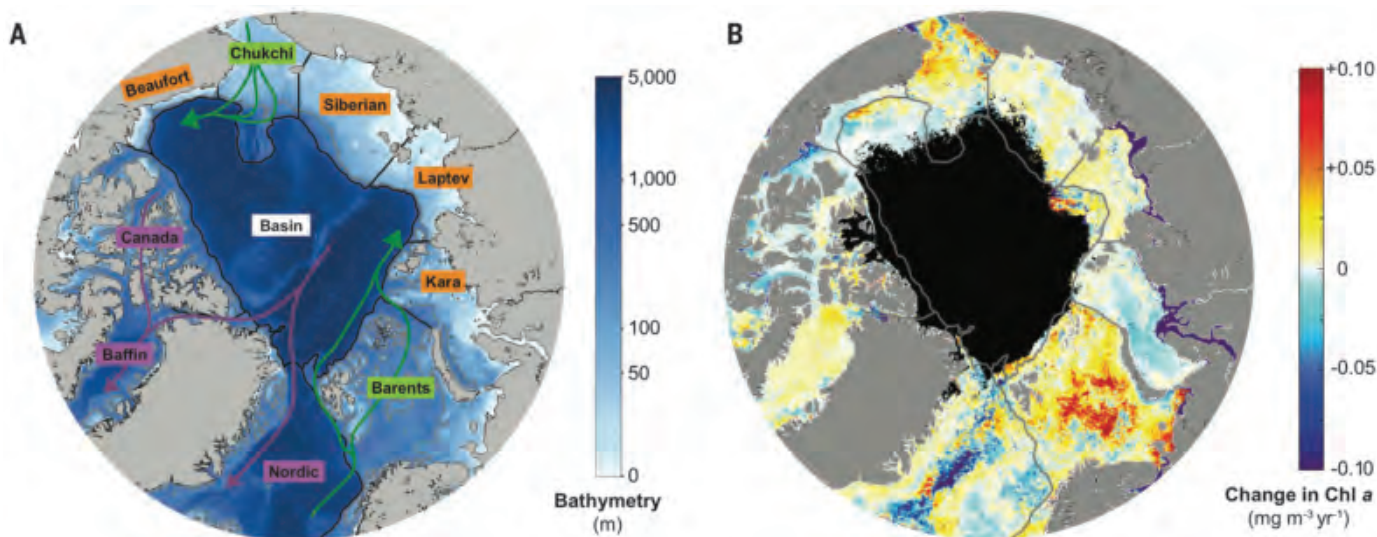 A
Chukchi
Beaufort
Siberian
Laptev
Basin
Canada
Kara
Baffin
Barents
Nordic
5,000
1,000
500
100
50
0
Bathymetry
(m)
B
+0.10
+0.05
0
-0.05
-0.10
Change in Chl a
(mg m⁻³ yr⁻¹)